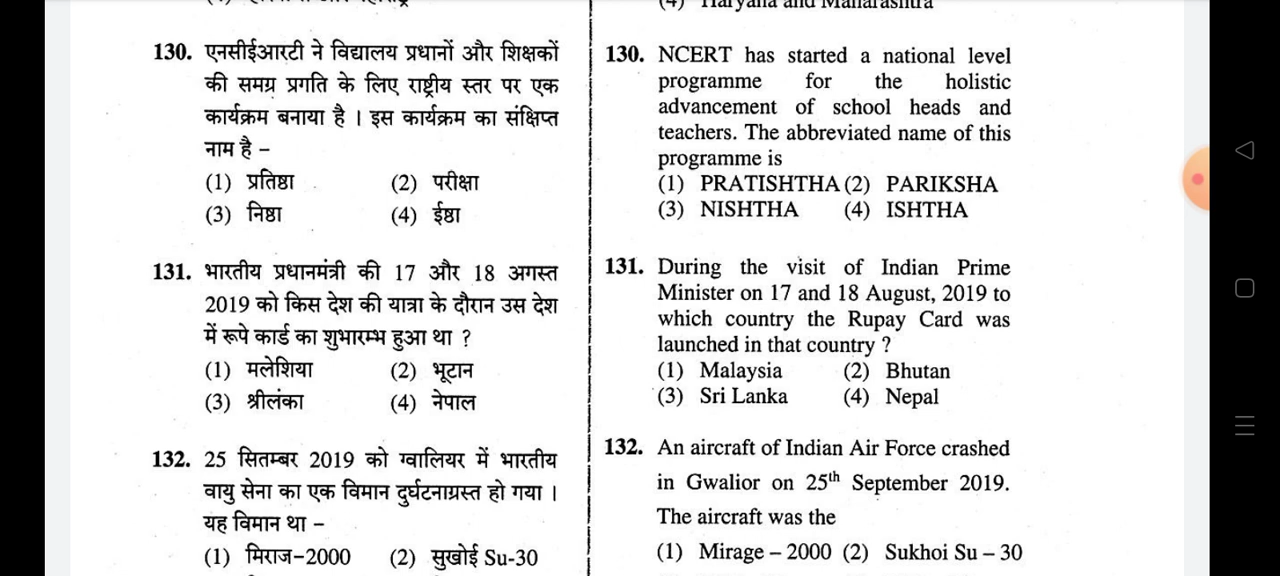 130. एनसीईआरटी ने विद्यालय प्रधानों और शिक्षकों
की समग्र प्रगति के लिए राष्ट्रीय स्तर पर एक
कार्यक्रम बनाया है । इस कार्यक्रम का संक्षिप्त
नाम है –
(1) प्रतिष्ठा (2) परीक्षा
(3) निष्ठा (4) ईष्ठा
131. भारतीय प्रधानमंत्री की 17 और 18 अगस्त
2019 को किस देश की यात्रा के दौरान उस देश
में रूपे कार्ड का शुभारम्भ हुआ था ?
(1) मलेशिया (2) भूटान
(3) श्रीलंका (4) नेपाल
132. 25 सितम्बर 2019 को ग्वालियर में भारतीय
वायु सेना का एक विमान दुर्घटनाग्रस्त हो गया ।
यह विमान था –
(1) मिराज–2000 (2) सुखोई Su-30
(4) Haryana and Maharashtra
130. NCERT has started a national level
programme for the holistic
advancement of school heads and
teachers. The abbreviated name of this
programme is
(1) PRATISHTHA (2) PARIKSHA
(3) NISHTHA (4) ISHTHA
131. During the visit of Indian Prime
Minister on 17 and 18 August, 2019 to
which country the Rupay Card was
launched in that country ?
(1) Malaysia (2) Bhutan
(3) Sri Lanka (4) Nepal
132. An aircraft of Indian Air Force crashed
in Gwalior on 25th September 2019.
The aircraft was the
(1) Mirage – 2000 (2) Sukhoi Su – 30